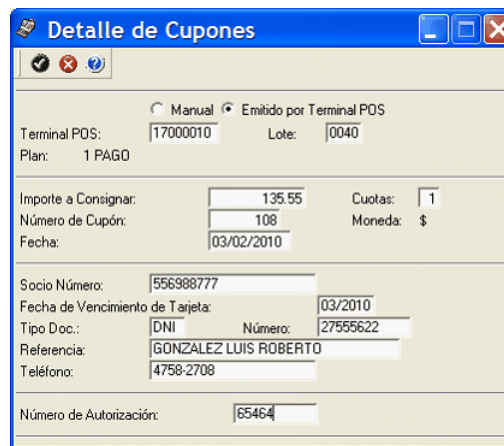 Detalle de Cupones
Manual Emitido por Terminal POS
Terminal POS: 17000010 Lote: 0040
Plan: 1 PAGO
Importe a Consignar: 135.55 Cuotas: 1
Número de Cupón: 108 Moneda: $
Fecha: 03/02/2010
Socio Número: 556988777
Fecha de Vencimiento de Tarjeta: 03/2010
Tipo Doc.: DNI Número: 27555622
Referencia: GONZALEZ LUIS ROBERTO
Teléfono: 4758-2708
Número de Autorización: 65464